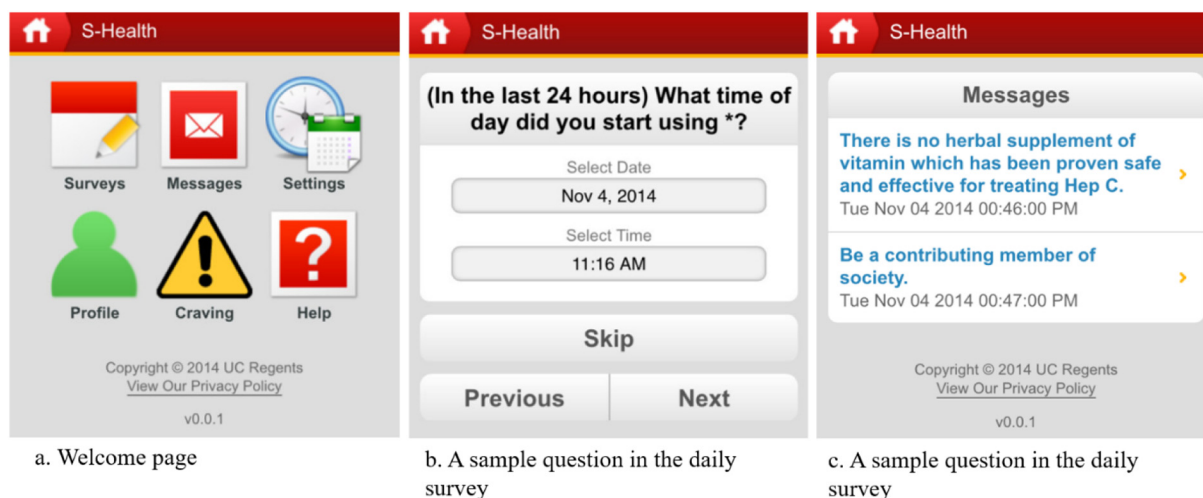 S-Health
Surveys
Messages
Settings
Profile
Craving
Help
Copyright © 2014 UC Regents
View Our Privacy Policy
v0.0.1
a. Welcome page
S-Health
(In the last 24 hours) What time of
day did you start using *?
Select Date
Nov 4, 2014
Select Time
11:16 AM
Skip
Previous
Next
b. A sample question in the daily
survey
S-Health
Messages
There is no herbal supplement of
vitamin which has been proven safe
and effective for treating Hep C.
Tue Nov 04 2014 00:46:00 PM
Be a contributing member of
society.
Tue Nov 04 2014 00:47:00 PM
Copyright © 2014 UC Regents
View Our Privacy Policy
v0.0.1
c. A sample question in the daily
survey